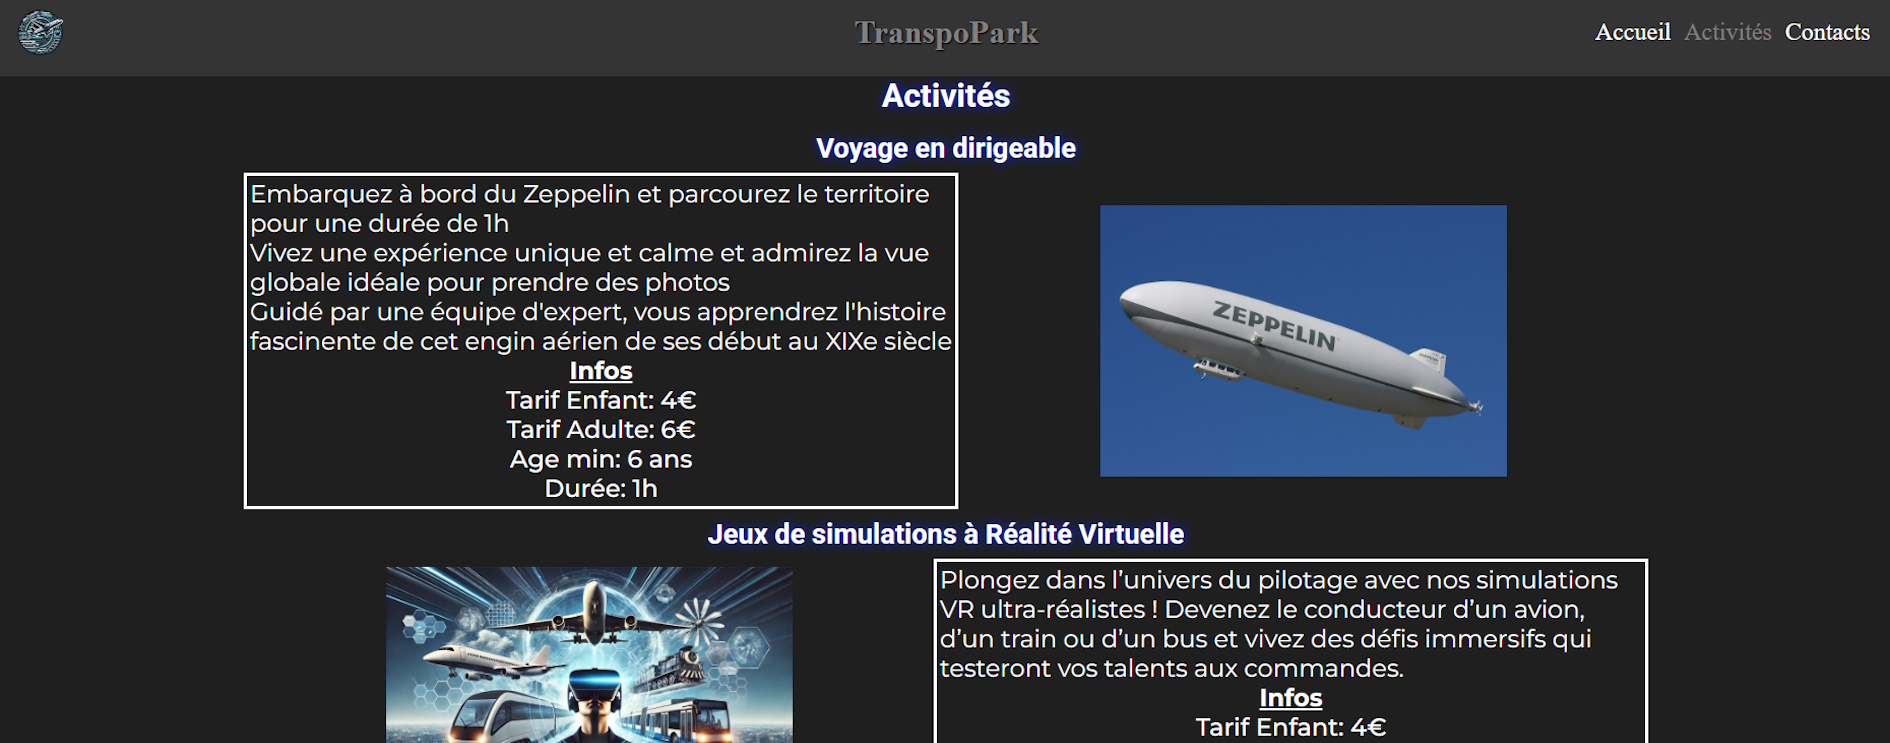 TranspoPark
Accueil Activités Contacts
Activités
Voyage en dirigeable
Embarquez à bord du Zeppelin et parcourez le territoire
pour une durée de 1h
Vivez une expérience unique et calme et admirez la vue
globale idéale pour prendre des photos
Guidé par une équipe d'expert, vous apprendrez l'histoire
fascinente de cet engin aérien de ses début au XIXe siècle
Infos
Tarif Enfant: 4€
Tarif Adulte: 6€
Age min: 6 ans
Durée: 1h
ZEPPELIN
Jeux de simulations à Réalité Virtuelle
Plongez dans l’univers du pilotage avec nos simulations
VR ultra-réalistes ! Devenez le conducteur d’un avion,
d’un train ou d’un bus et vivez des défis immersifs qui
testeront vos talents aux commandes.
Infos
Tarif Enfant: 4€